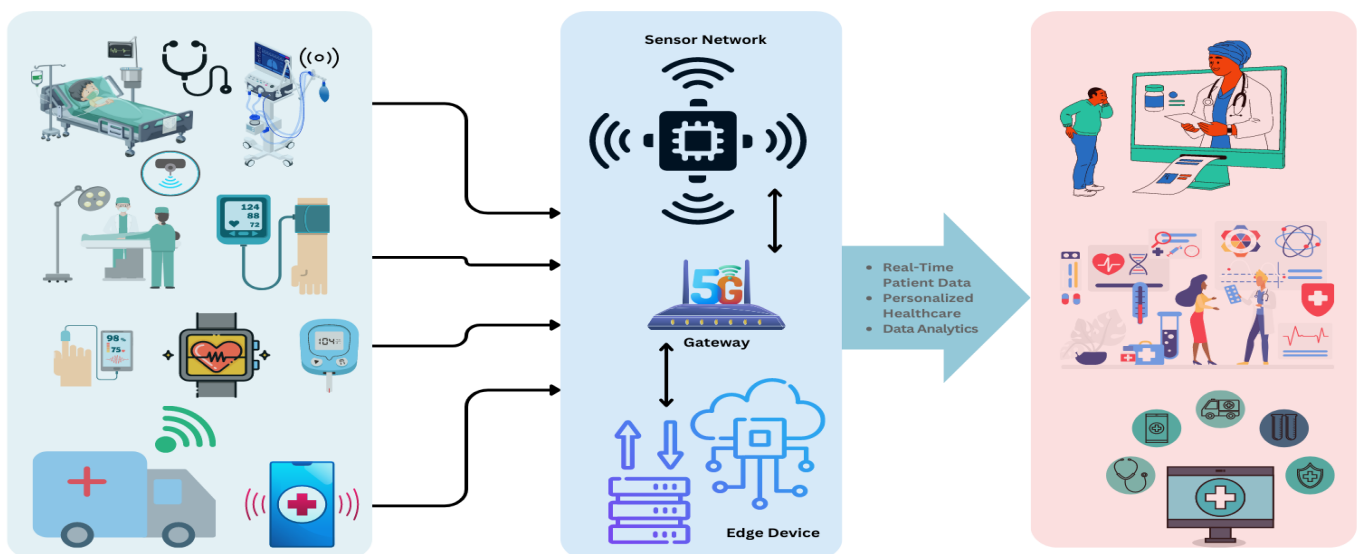 124
88
72
98
75
104
Sensor Network
5G
Gateway
Edge Device
• Real-Time
Patient Data
• Personalized
Healthcare
• Data Analytics